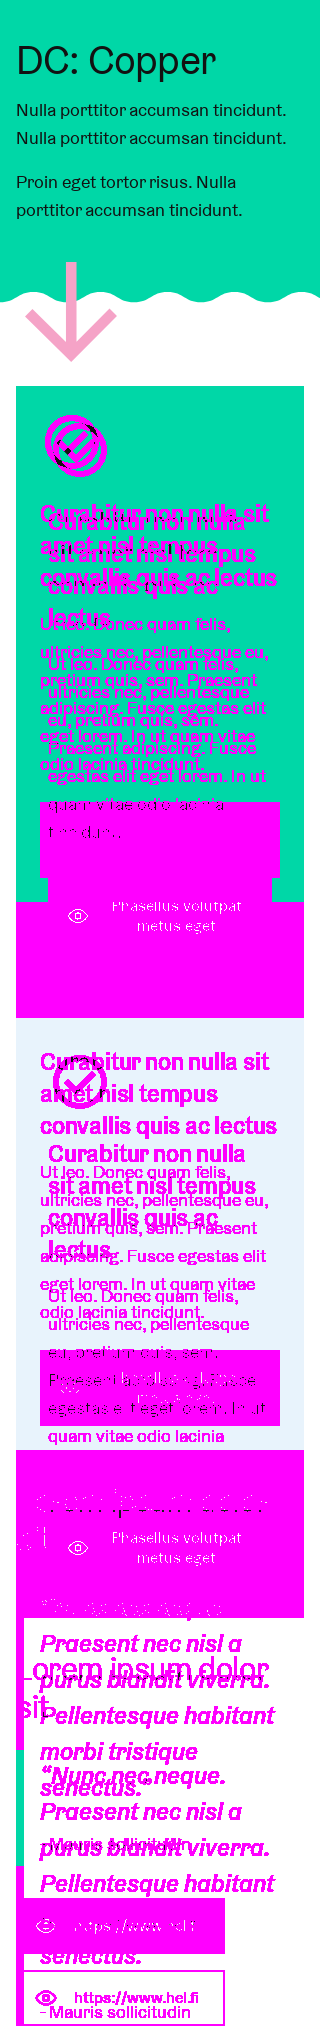 DC: Copper
Nulla porttitor accumsan tincidunt.
Nulla porttitor accumsan tincidunt.
Proin eget tortor risus. Nulla
porttitor accumsan tincidunt.
Curabitur non nulla sit
amet nisl tempus
convallis quis ac lectus
Curabitur non nulla
sit amet nisl tempus
convallis quis ac
lectus
Ut leo. Donec quam felis,
ultricies nec, pellentesque eu,
pretium quis, sem. Praesent
adipiscing. Fusce egestas elit
eget lorem. In ut quam vitae
odio lacinia tincidunt.
Ut leo. Donec quam felis,
ultricies nec, pellentesque
eu, pretium quis, sem.
Praesent adipiscing. Fusce
egestas elit eget lorem. In ut
quam vitae odio lacinia
tincidunt.
Phasellus volutpat
metus eget
Curabitur non nulla sit
amet nisl tempus
convallis quis ac lectus
Curabitur non nulla
sit amet nisl tempus
convallis quis ac
lectus
Ut leo. Donec quam felis,
ultricies nec, pellentesque eu,
pretium quis, sem. Praesent
adipiscing. Fusce egestas elit
eget lorem. In ut quam vitae
odio lacinia tincidunt.
Ut leo. Donec quam felis,
ultricies nec, pellentesque
eu, pretium quis, sem.
Praesent adipiscing. Fusce
egestas elit eget lorem. In ut
quam vitae odio lacinia
Phasellus volutpat
metus eget
Praesent nec nisl a
purus blandit viverra.
Pellentesque habitant
morbi tristique
senectus.”
Lorem ipsum dolor
sit
“Nunc nec neque.
Praesent nec nisl a
purus blandit viverra.
Pellentesque habitant
senectus.
- Mauris sollicitudin
https://www.hel.fi
https://www.hel.fi
- Mauris sollicitudin